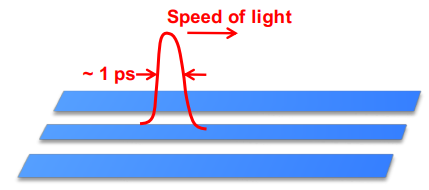 Speed of light
~ 1 ps